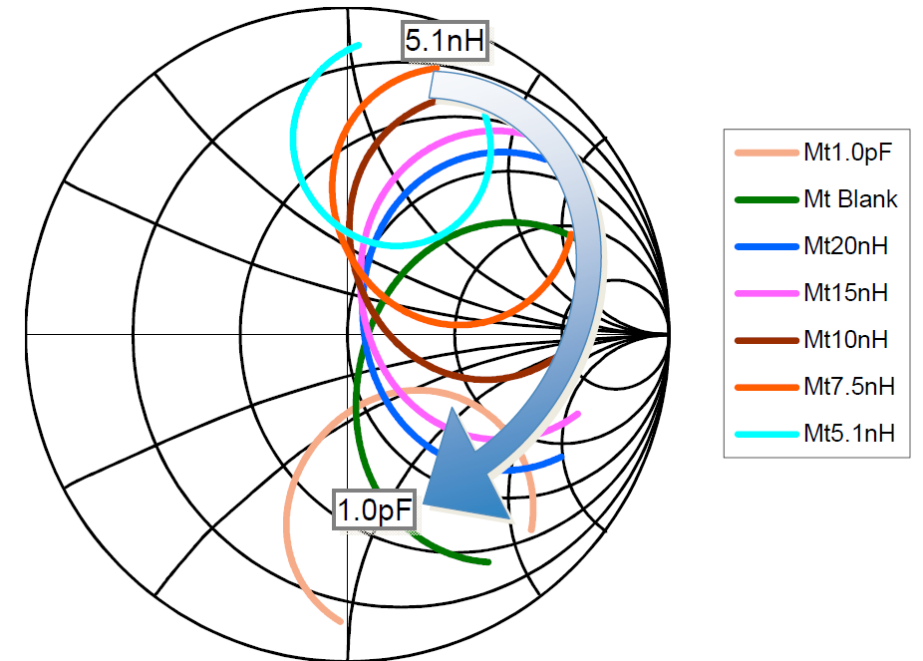 5.1nH
1.0pF
Mt1.0pF
Mt Blank
Mt20nH
Mt15nH
Mt10nH
Mt7.5nH
Mt5.1nH